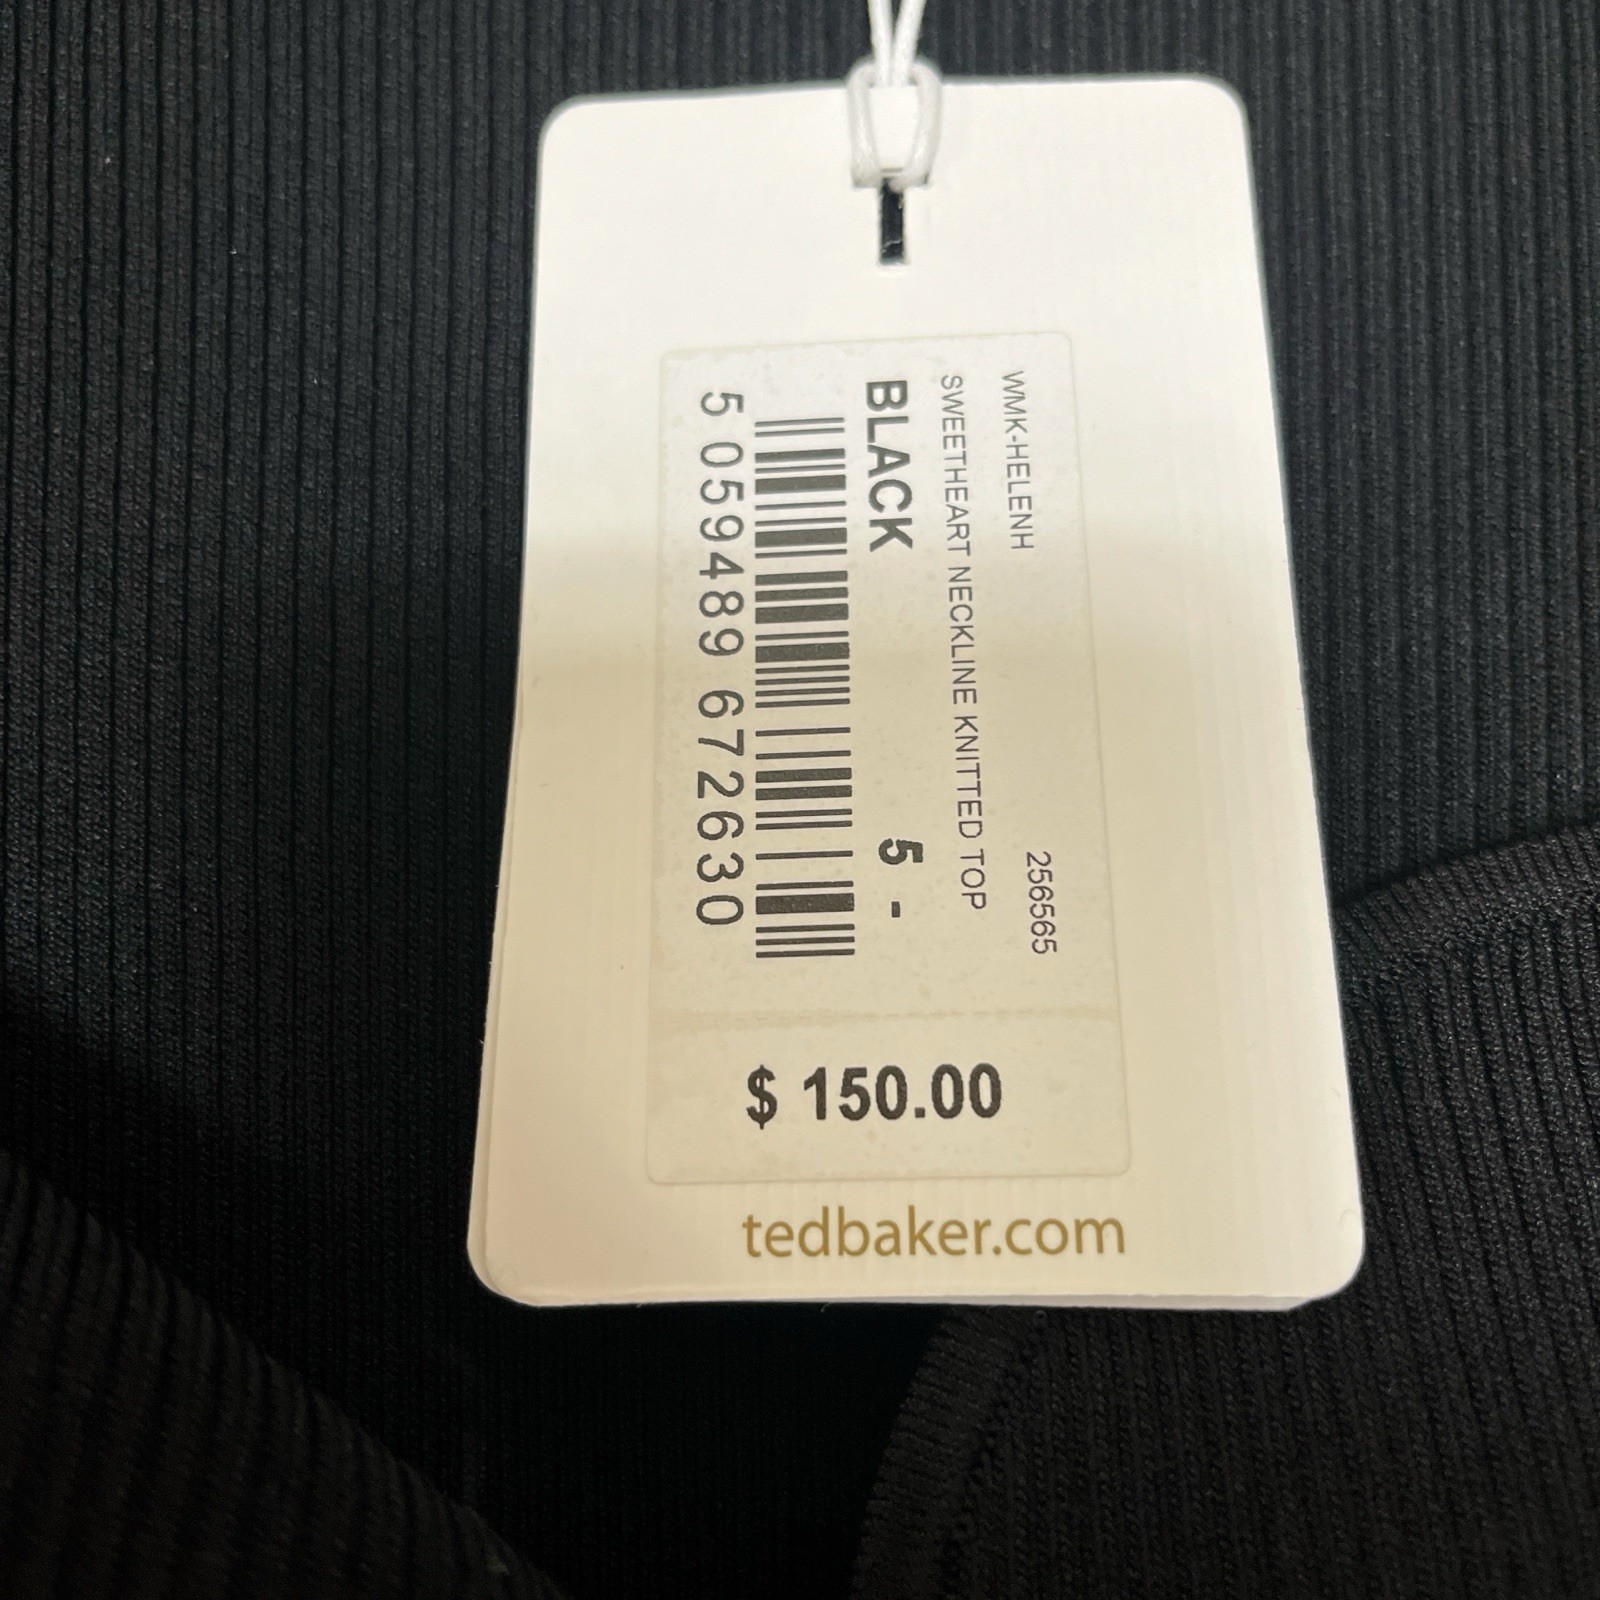 WMK-HELENH 256565
SWEETHEART NECKLINE KNITTED TOP
BLACK 5 -
5 059489 672630
$ 150.00
tedbaker.com